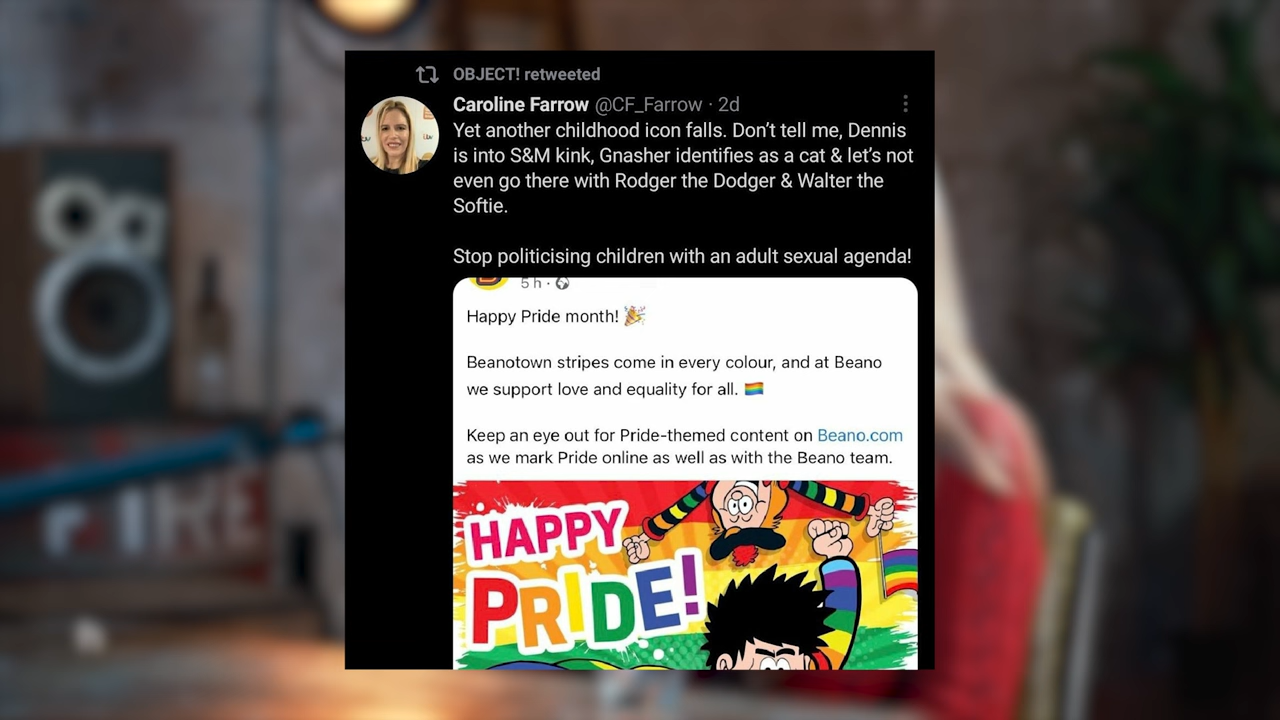 OBJECT! retweeted
Caroline Farrow @CF_Farrow · 2d
Yet another childhood icon falls. Don't tell me, Dennis
is into S&M kink, Gnasher identifies as a cat & let's not
even go there with Rodger the Dodger & Walter the
Softie.
Stop politicising children with an adult sexual agenda!
5 h ·
Happy Pride month! 🎉
Beanotown stripes come in every colour, and at Beano
we support love and equality for all. 🏳️‍🌈
Keep an eye out for Pride-themed content on Beano.com
as we mark Pride online as well as with the Beano team.
HAPPY
PRIDE!